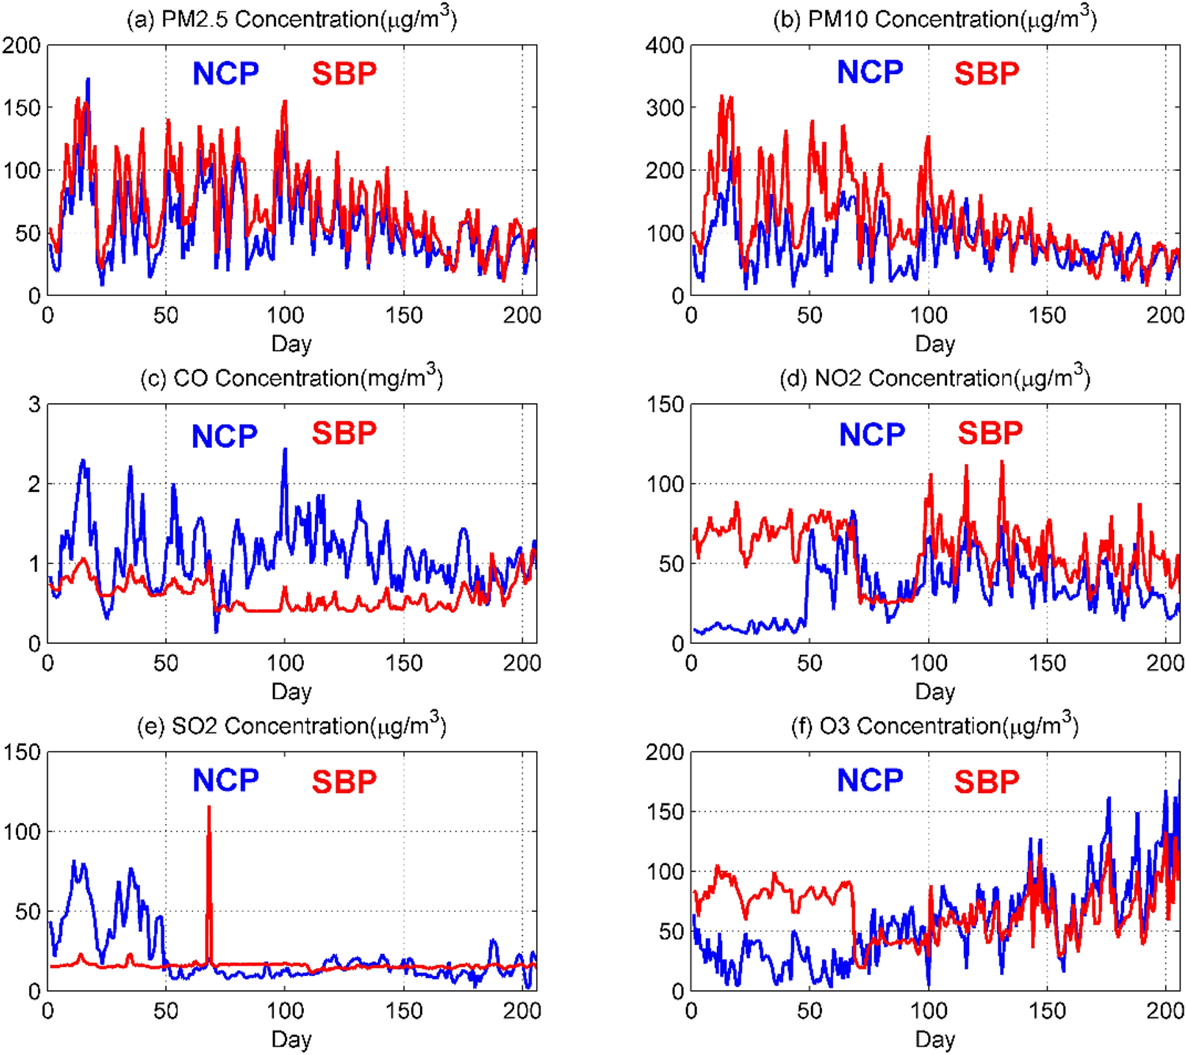 (a) PM2.5 Concentration(μg/m³)
200
150
100
50
0
NCP SBP
0 50 100 150 200
Day
(b) PM10 Concentration(μg/m³)
400
300
200
100
0
NCP SBP
0 50 100 150 200
Day
(c) CO Concentration(mg/m³)
3
2
1
0
NCP SBP
0 50 100 150 200
Day
(d) NO2 Concentration(μg/m³)
150
100
50
0
NCP SBP
0 50 100 150 200
Day
(e) SO2 Concentration(μg/m³)
150
100
50
0
NCP SBP
0 50 100 150 200
Day
(f) O3 Concentration(μg/m³)
200
150
100
50
0
NCP SBP
0 50 100 150 200
Day